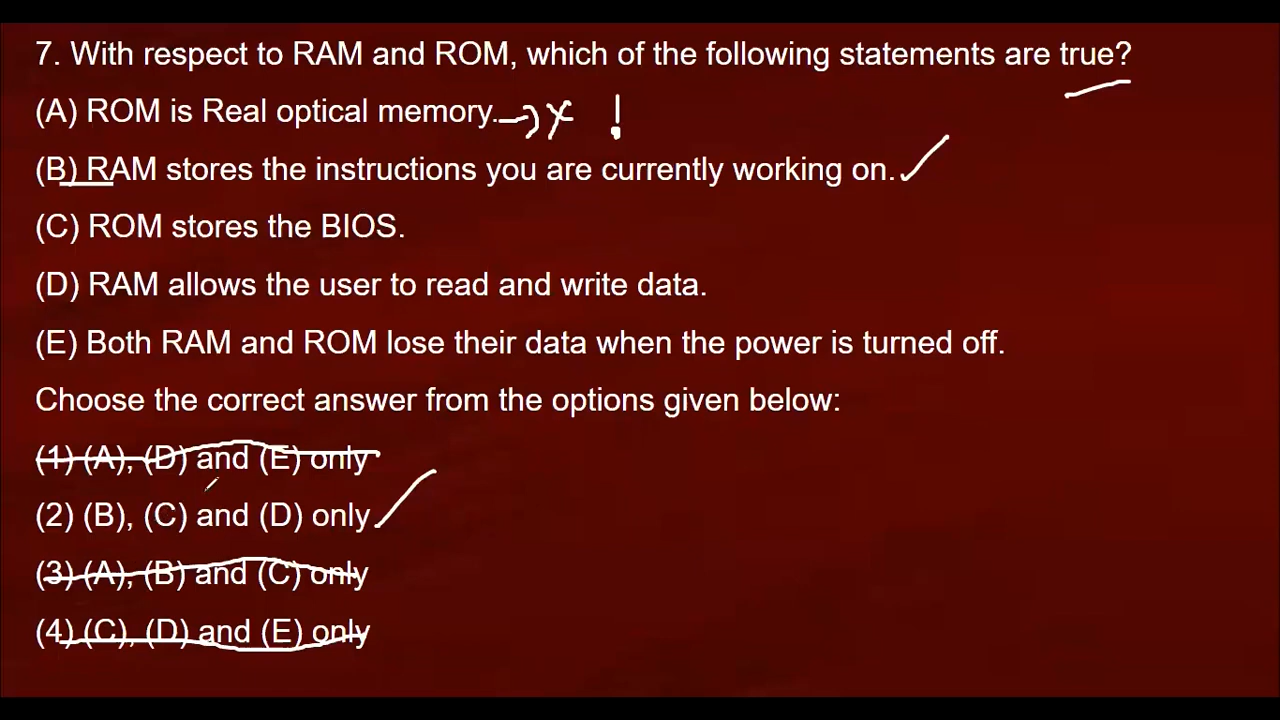 7. With respect to RAM and ROM, which of the following statements are true?
(A) ROM is Real optical memory. → x !
(B) RAM stores the instructions you are currently working on. ✓
(C) ROM stores the BIOS.
(D) RAM allows the user to read and write data.
(E) Both RAM and ROM lose their data when the power is turned off.
Choose the correct answer from the options given below:
(1) (A), (D) and (E) only
(2) (B), (C) and (D) only ✓
(3) (A), (B) and (C) only
(4) (C), (D) and (E) only